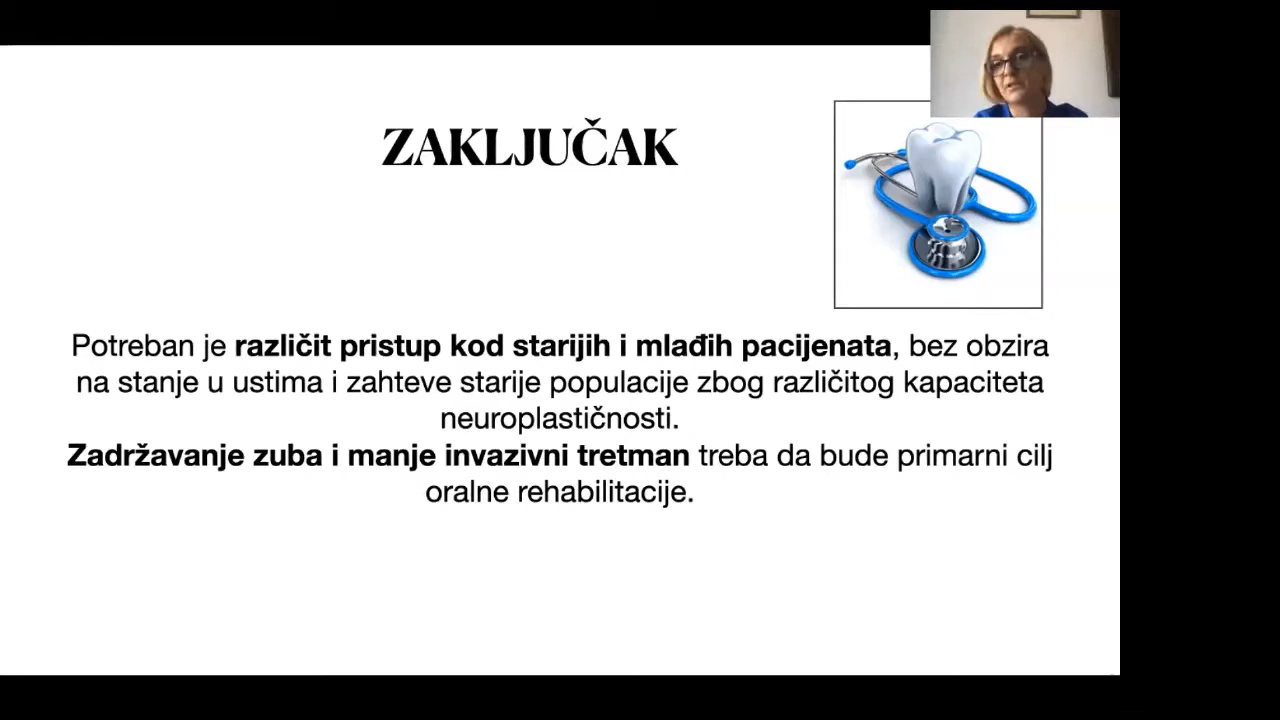 ZAKLJUČAK
Potreban je različit pristup kod starijih i mlađih pacijenata, bez obzira
na stanje u ustima i zahteve starije populacije zbog različitog kapaciteta
neuroplastičnosti.
Zadržavanje zuba i manje invazivni tretman treba da bude primarni cilj
oralne rehabilitacije.